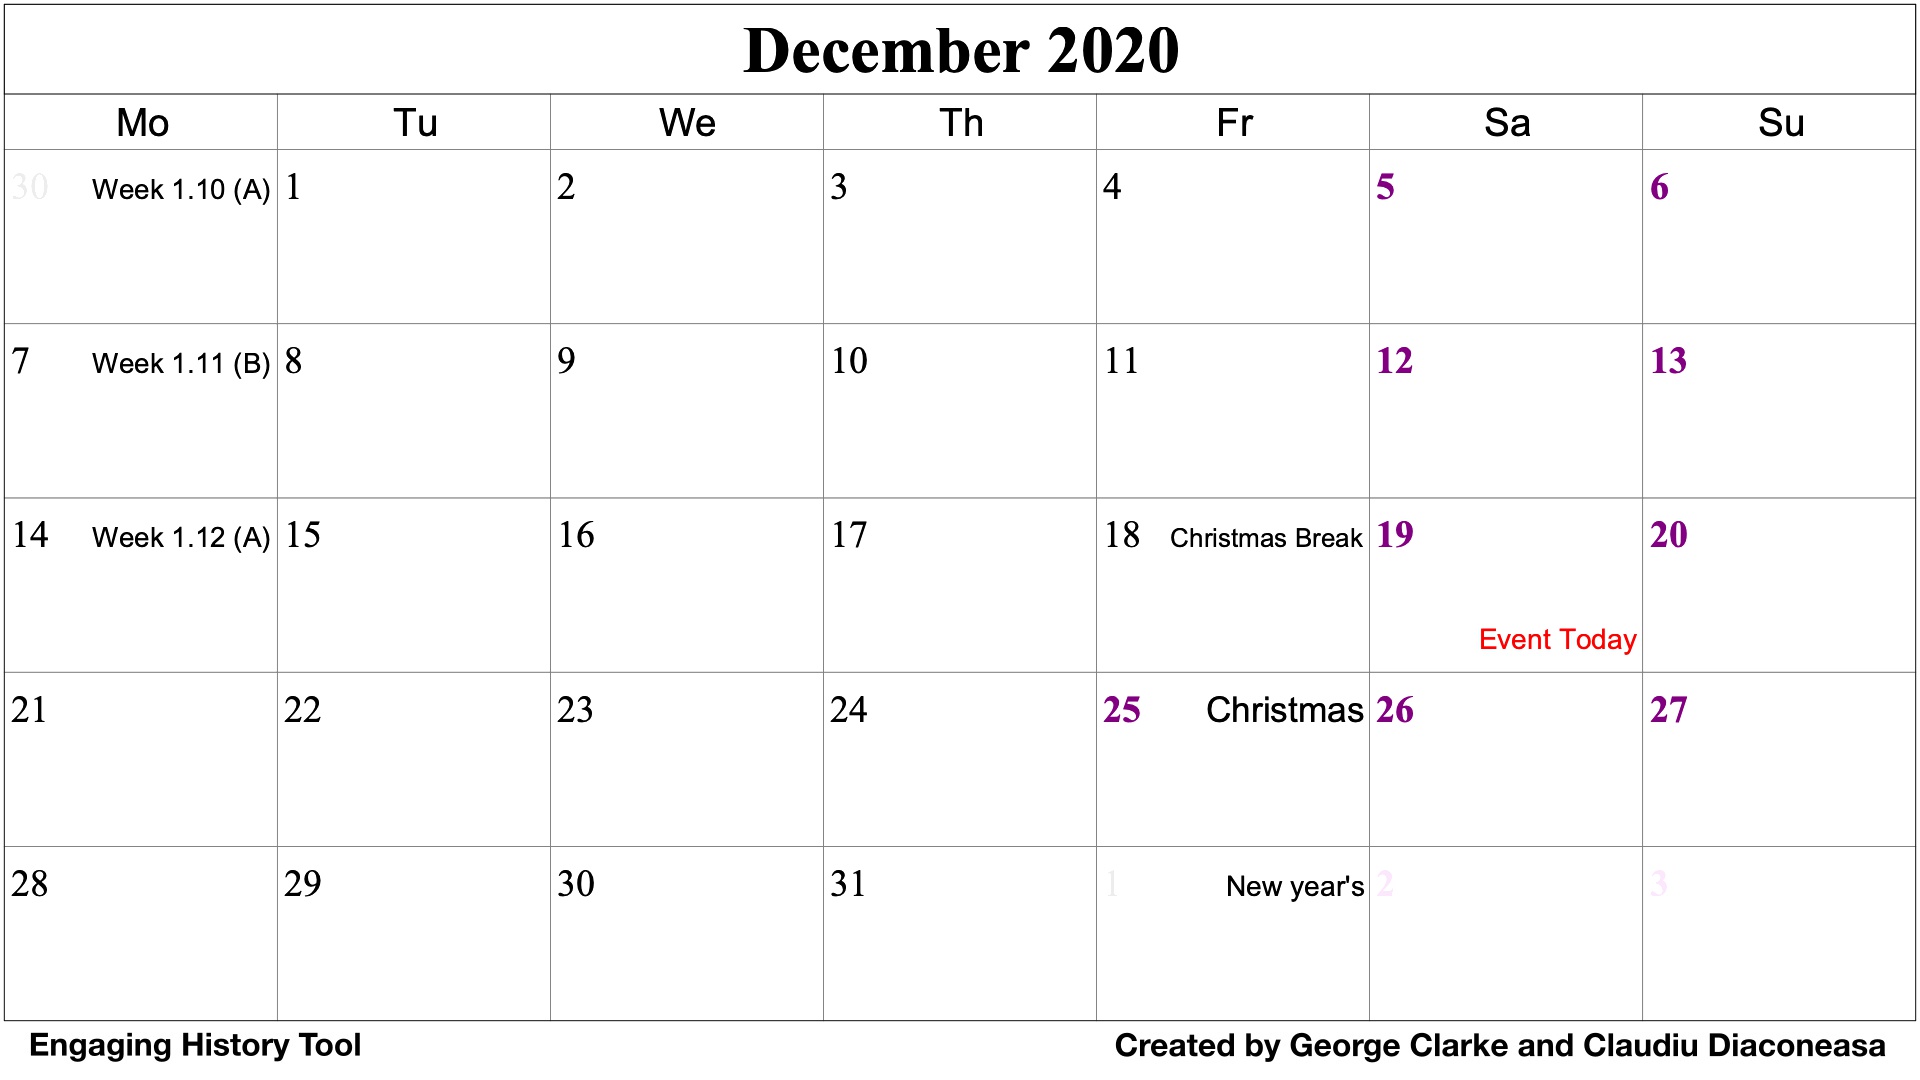 December 2020
Mo Tu We Th Fr Sa Su
30 Week 1.10 (A) 1 2 3 4 5 6
7 Week 1.11 (B) 8 9 10 11 12 13
14 Week 1.12 (A) 15 16 17 18 Christmas Break 19 20
Event Today
21 22 23 24 25 Christmas 26 27
28 29 30 31 1 New year's 2 3
Engaging History Tool Created by George Clarke and Claudiu Diaconeasa